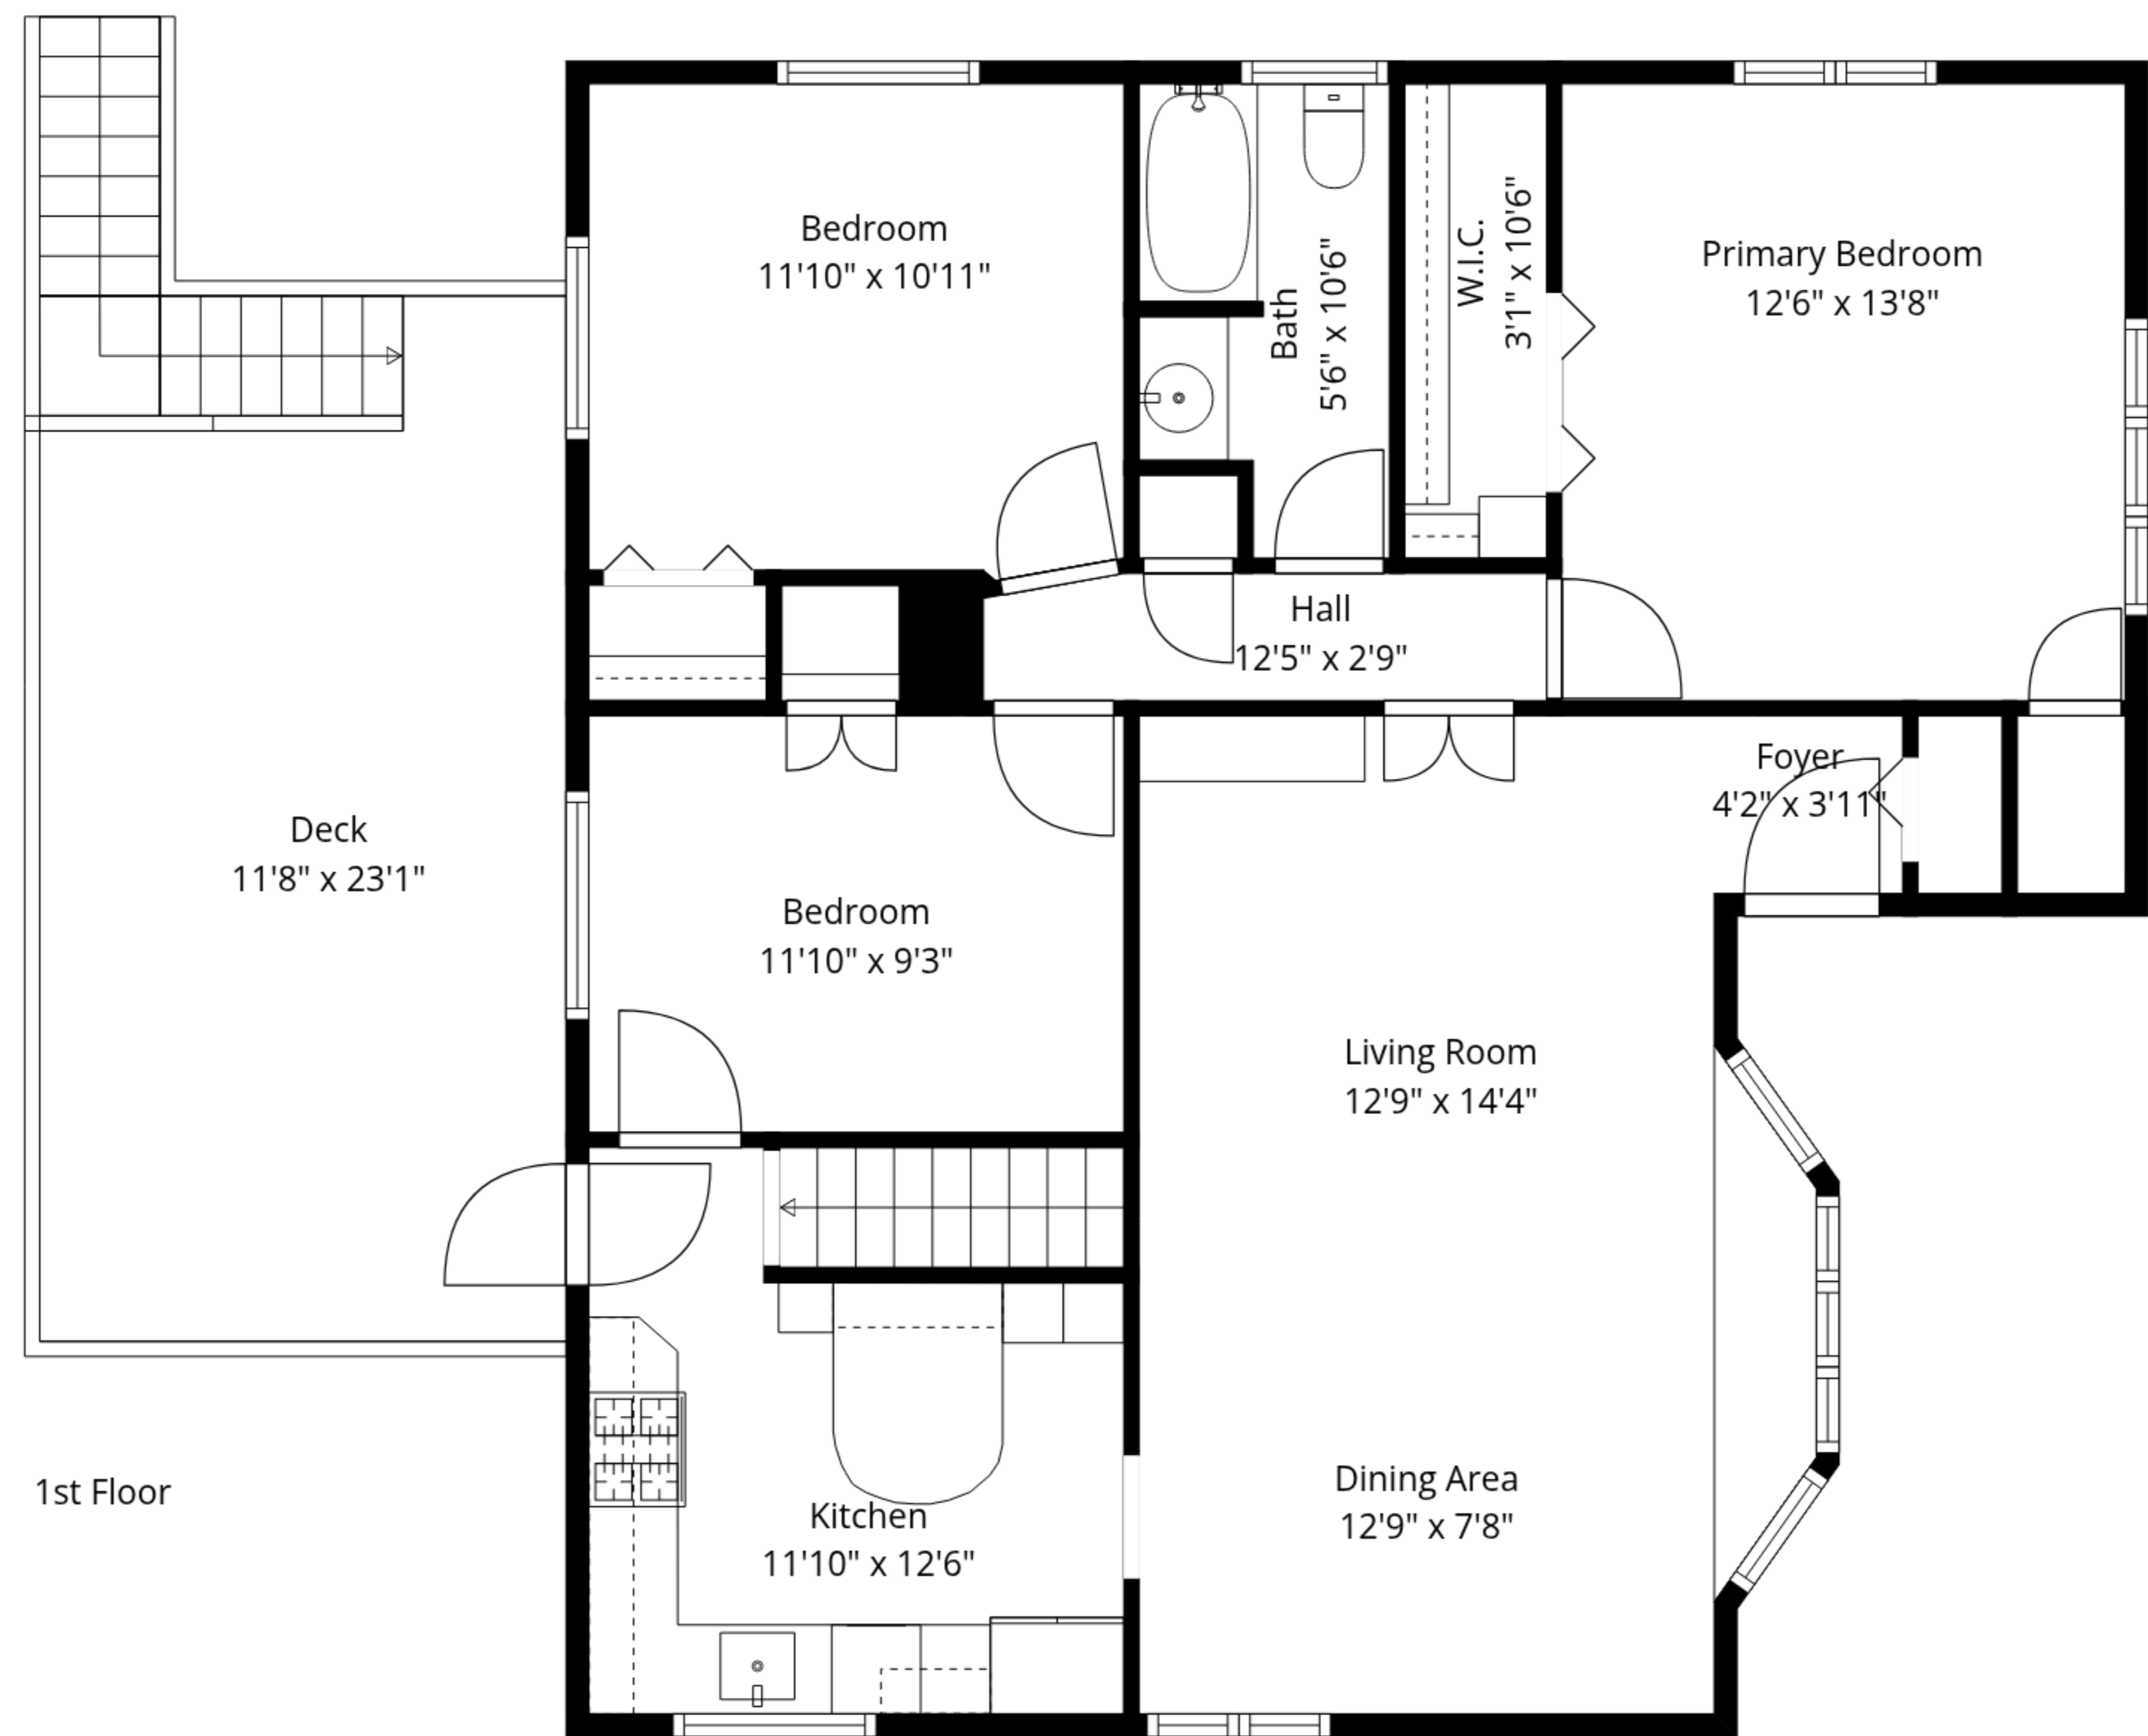 Bedroom
11'10" x 10'11"
Bath
5'6" x 10'6"
W.I.C.
3'1" x 10'6"
Primary Bedroom
12'6" x 13'8"
Hall
12'5" x 2'9"
Foyer
4'2" x 3'11"
Deck
11'8" x 23'1"
Bedroom
11'10" x 9'3"
Living Room
12'9" x 14'4"
Dining Area
12'9" x 7'8"
Kitchen
11'10" x 12'6"
1st Floor